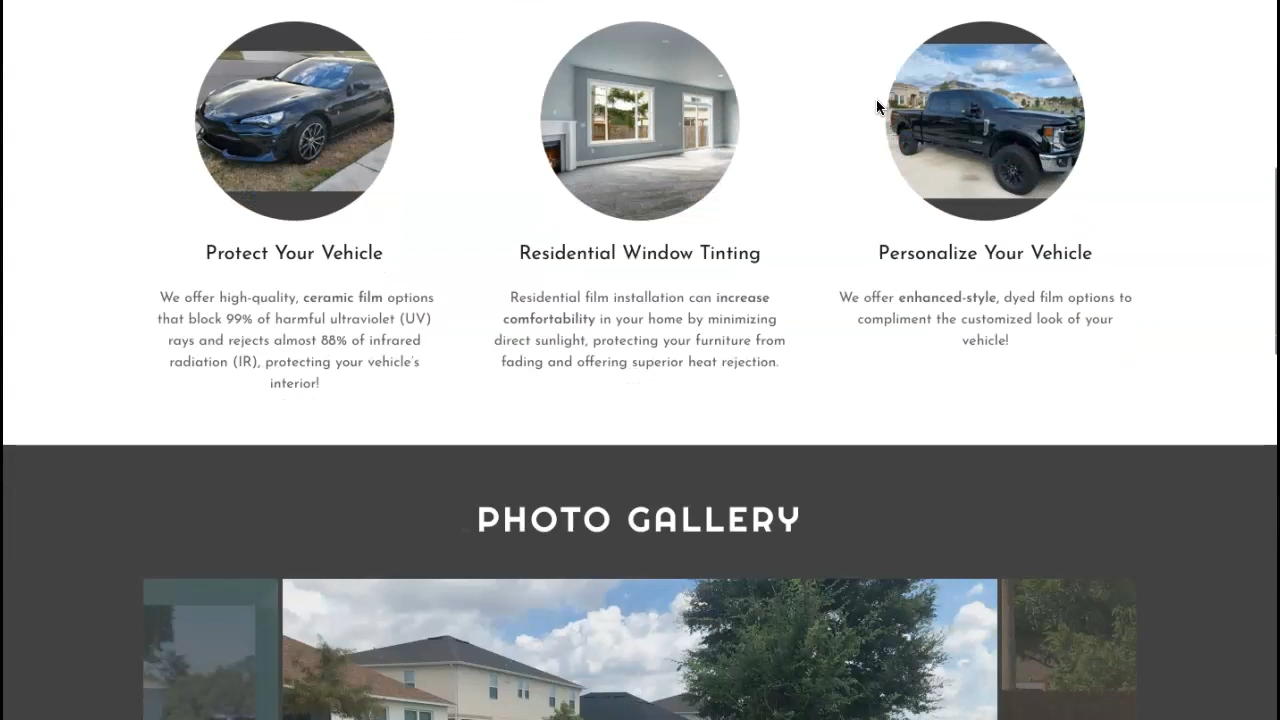 Protect Your Vehicle
We offer high-quality, ceramic film options
that block 99% of harmful ultraviolet (UV)
rays and rejects almost 88% of infrared
radiation (IR), protecting your vehicle's
interior!
Residential Window Tinting
Residential film installation can increase
comfortability in your home by minimizing
direct sunlight, protecting your furniture from
fading and offering superior heat rejection.
Personalize Your Vehicle
We offer enhanced-style, dyed film options to
compliment the customized look of your
vehicle!
PHOTO GALLERY